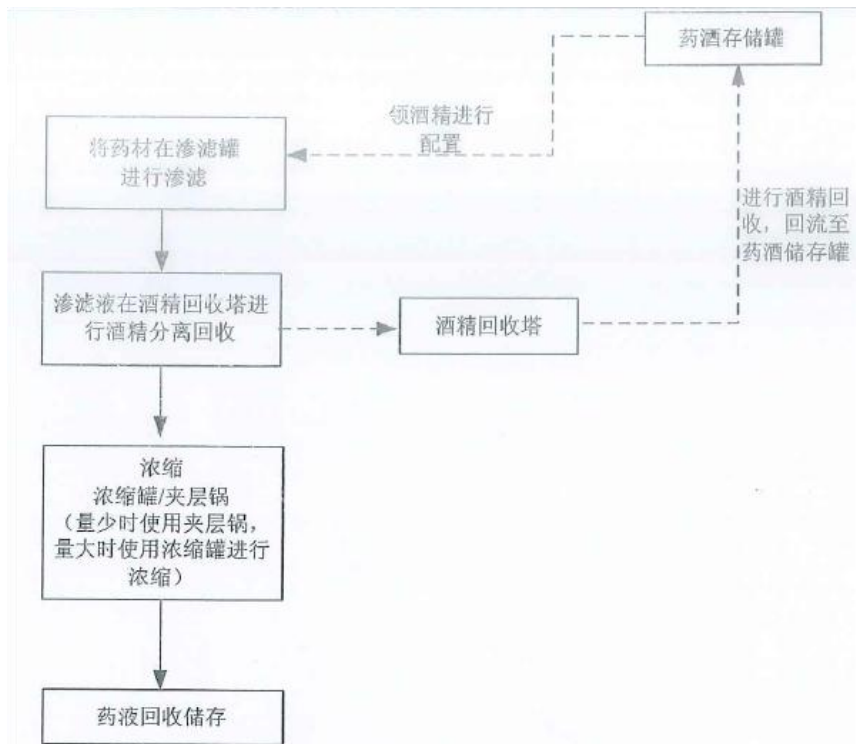 药酒存储罐
领酒精进行
配置
将药材在渗滤罐
进行渗滤
进行酒精回
收，回流至
药酒储存罐
渗滤液在酒精回收塔进
行酒精分离回收
酒精回收塔
浓缩
浓缩罐/夹层锅
（量少时使用夹层锅，
量大时使用浓缩罐进行
浓缩）
药液回收储存